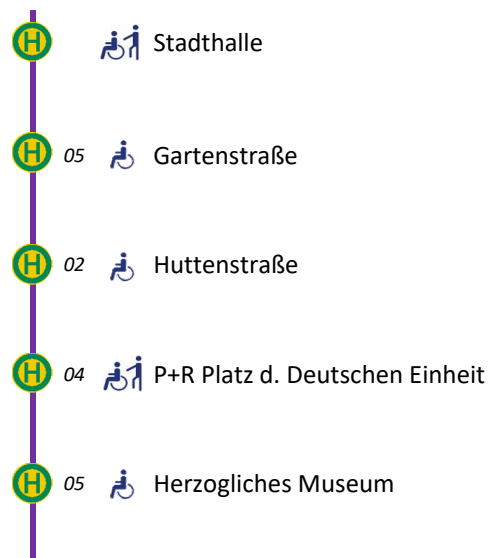 H Stadthalle
H 05 Gartenstraße
H 02 Huttenstraße
H 04 P+R Platz d. Deutschen Einheit
H 05 Herzogliches Museum